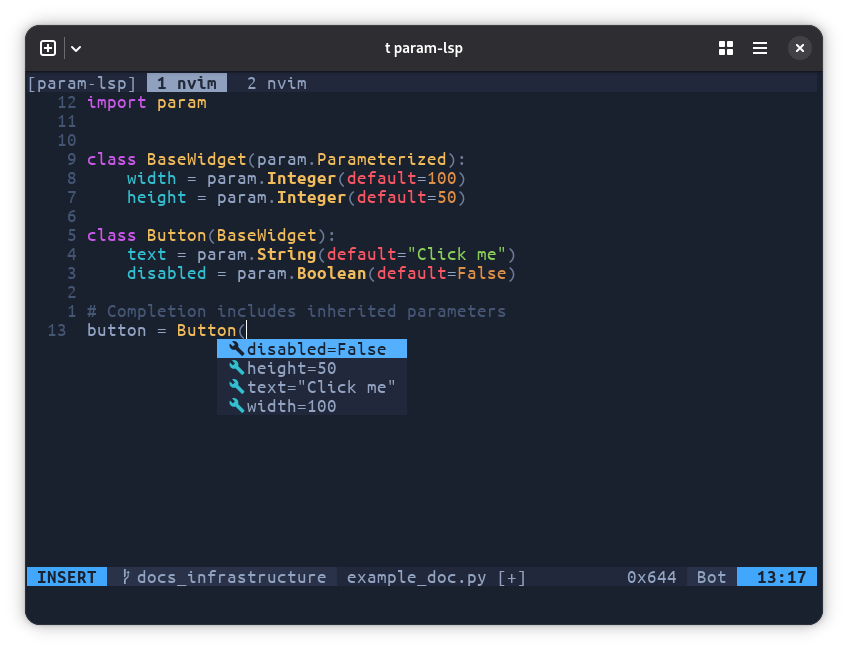 t param-lsp
[param-lsp] 1 nvim 2 nvim
12 import param
11
10
9 class BaseWidget(param.Parameterized):
8     width = param.Integer(default=100)
7     height = param.Integer(default=50)
6
5 class Button(BaseWidget):
4     text = param.String(default="Click me")
3     disabled = param.Boolean(default=False)
2
1 # Completion includes inherited parameters
13 button = Button(
disabled=False
height=50
text="Click me"
width=100
INSERT docs_infrastructure example_doc.py [+] 0x644 Bot 13:17